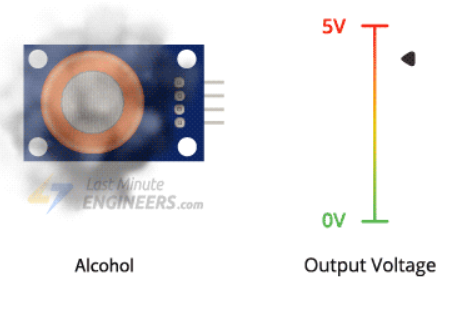 5V
Last Minute
ENGINEERS.com
0V
Alcohol
Output Voltage